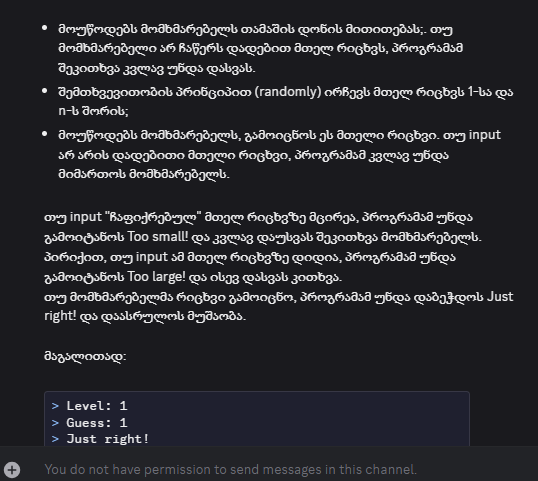 მოუწოდებს მომხმარებელს თამაშის დონის მითითებას;. თუ
მომხმარებელი არ ჩაწერს დადებით მთელ რიცხვს, პროგრამამ
შეკითხვა კვლავ უნდა დასვას.
შემთხვევითობის პრინციპით (randomly) ირჩევს მთელ რიცხვს 1-სა და
n-ს შორის;
მოუწოდებს მომხმარებელს, გამოიცნოს ეს მთელი რიცხვი. თუ input
არ არის დადებითი მთელი რიცხვი, პროგრამამ კვლავ უნდა
მიმართოს მომხმარებელს.
თუ input "ჩაფიქრებულ" მთელ რიცხვზე მცირეა, პროგრამამ უნდა
გამოიტანოს Too small! და კვლავ დაუსვას შეკითხვა მომხმარებელს.
პირიქით, თუ input ამ მთელ რიცხვზე დიდია, პროგრამამ უნდა
გამოიტანოს Too large! და ისევ დასვას კითხვა.
თუ მომხმარებელმა რიცხვი გამოიცნო, პროგრამამ უნდა დაბეჭდოს Just
right! და დაასრულოს მუშაობა.
მაგალითად:
> Level: 1
> Guess: 1
> Just right!
You do not have permission to send messages in this channel.